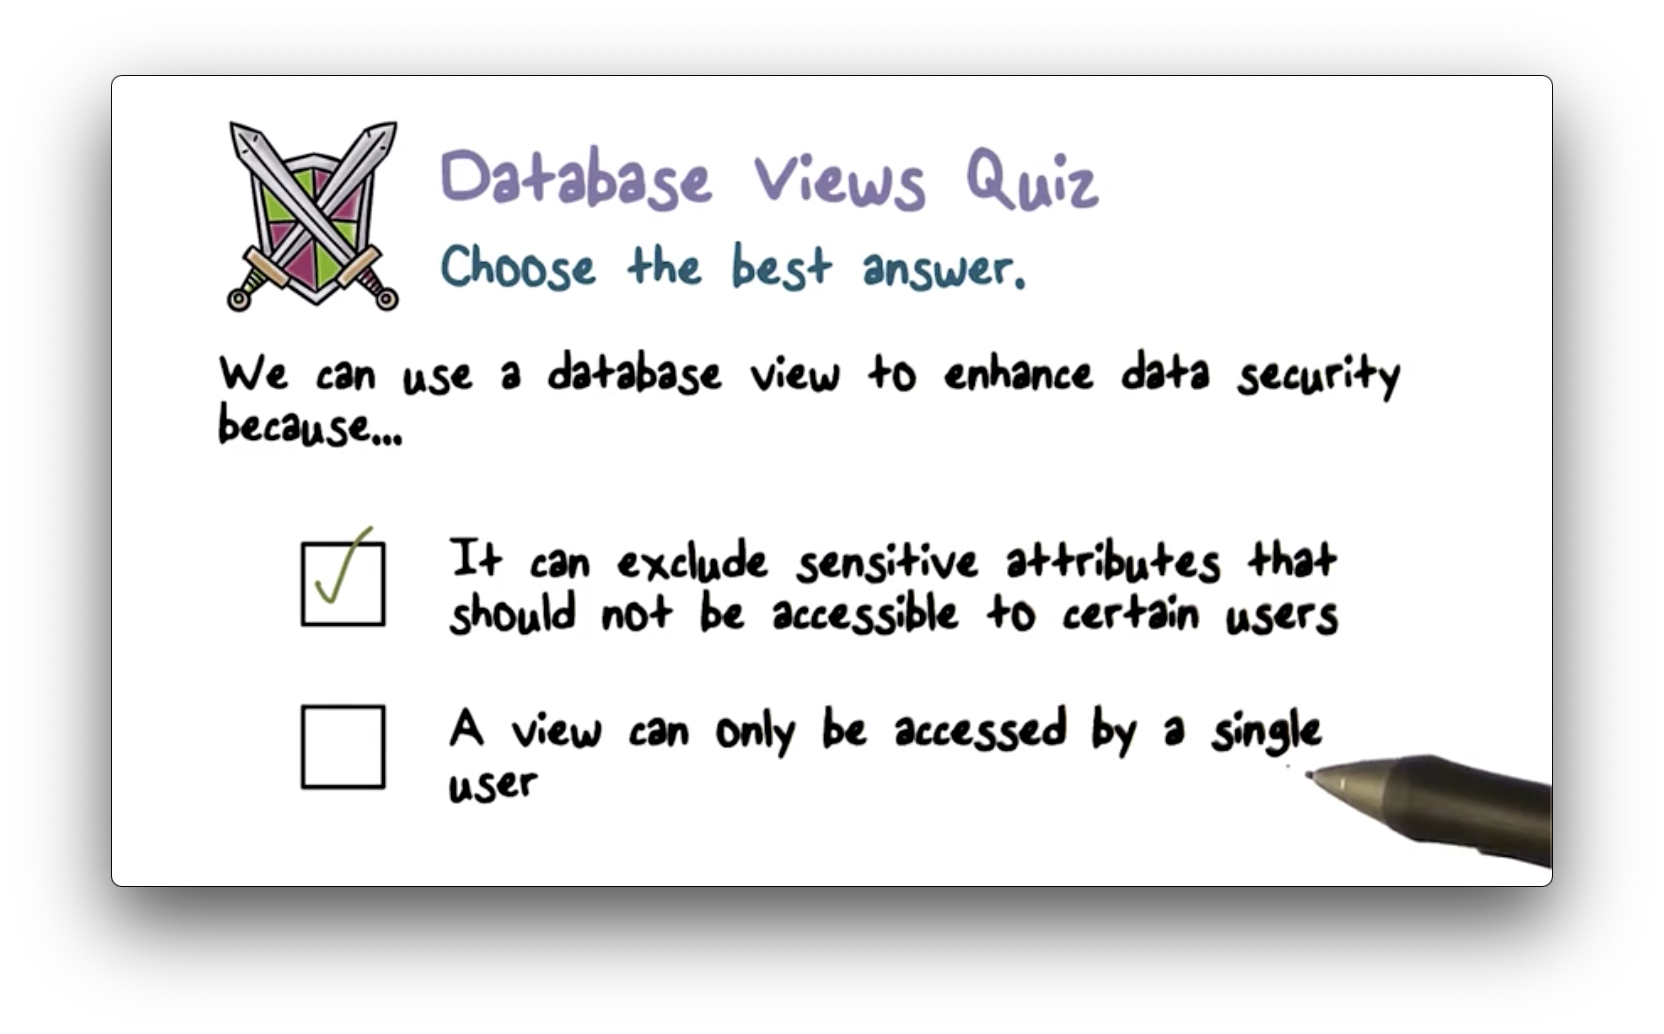 Database Views Quiz
Choose the best answer.
We can use a database view to enhance data security
because...
It can exclude sensitive attributes that
should not be accessible to certain users
A view can only be accessed by a single
user